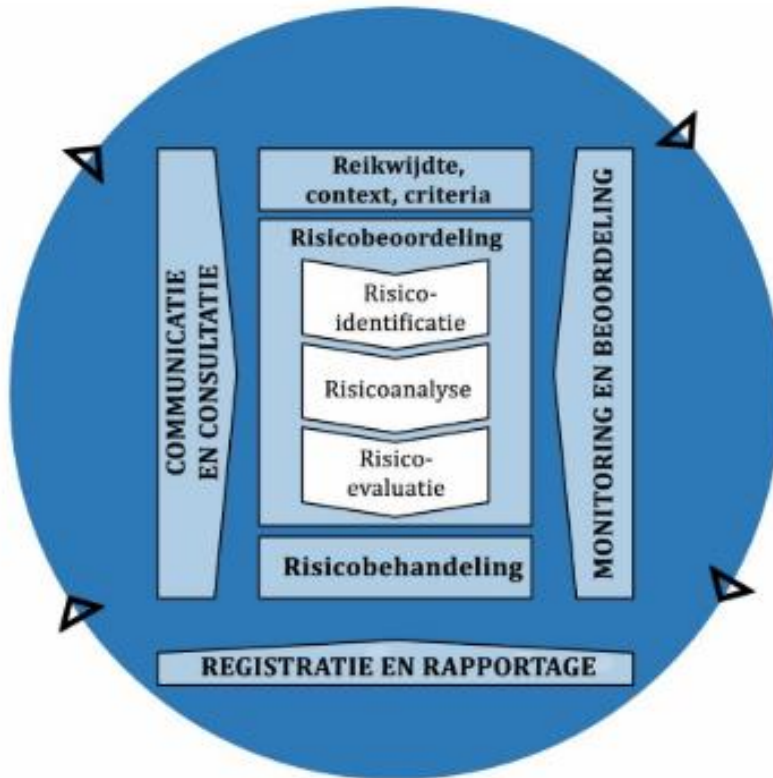 Reikwijdte,
context, criteria
Risicobeoordeling
Risico-
identificatie
Risicoanalyse
Risico-
evaluatie
Risicobehandeling
COMMUNICATIE
EN CONSULTATIE
MONITORING EN BEOORDELING
REGISTRATIE EN RAPPORTAGE